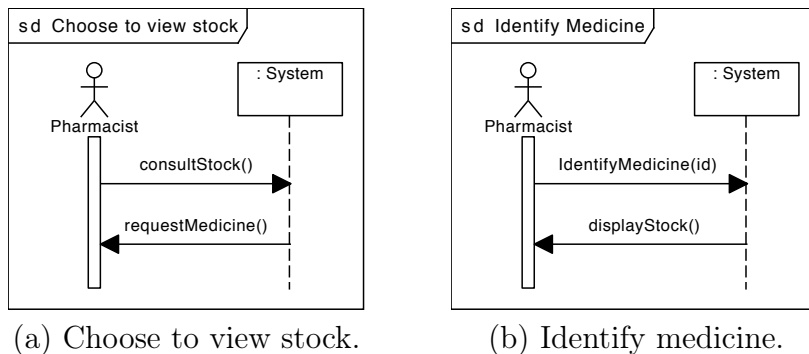 sd Choose to view stock
: System
Pharmacist
consultStock()
requestMedicine()
(a) Choose to view stock.
sd Identify Medicine
: System
Pharmacist
IdentifyMedicine(id)
displayStock()
(b) Identify medicine.